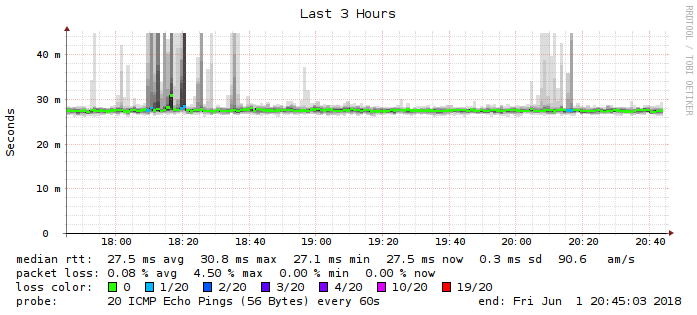 Last 3 Hours
RRDTOOL / TOBI OETIKER
Seconds
40 m
30 m
20 m
10 m
0
18:00 18:20 18:40 19:00 19:20 19:40 20:00 20:20 20:40
median rtt: 27.5 ms avg 30.8 ms max 27.1 ms min 27.5 ms now 0.3 ms sd 90.6 am/s
packet loss: 0.08 % avg 4.50 % max 0.00 % min 0.00 % now
loss color: 0 1/20 2/20 3/20 4/20 10/20 19/20
probe: 20 ICMP Echo Pings (56 Bytes) every 60s end: Fri Jun 1 20:45:03 2018